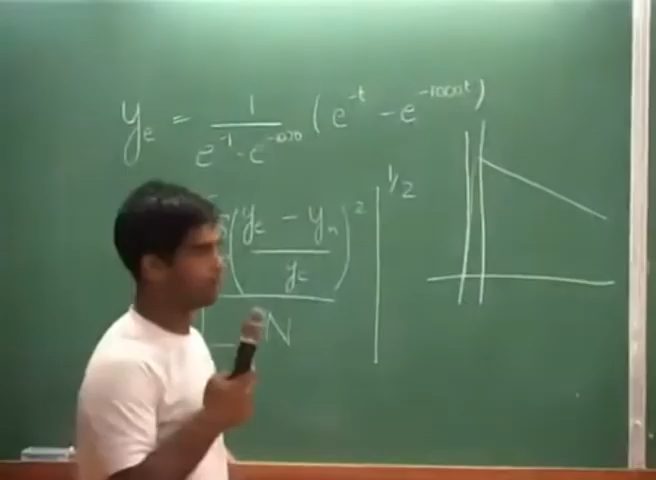 y_e = 1 / (e^{-1} - e^{-1000}) (e^{-t} - e^{-1000t})
((y_e - y_n) / y_e)^2 / N |^{1/2}